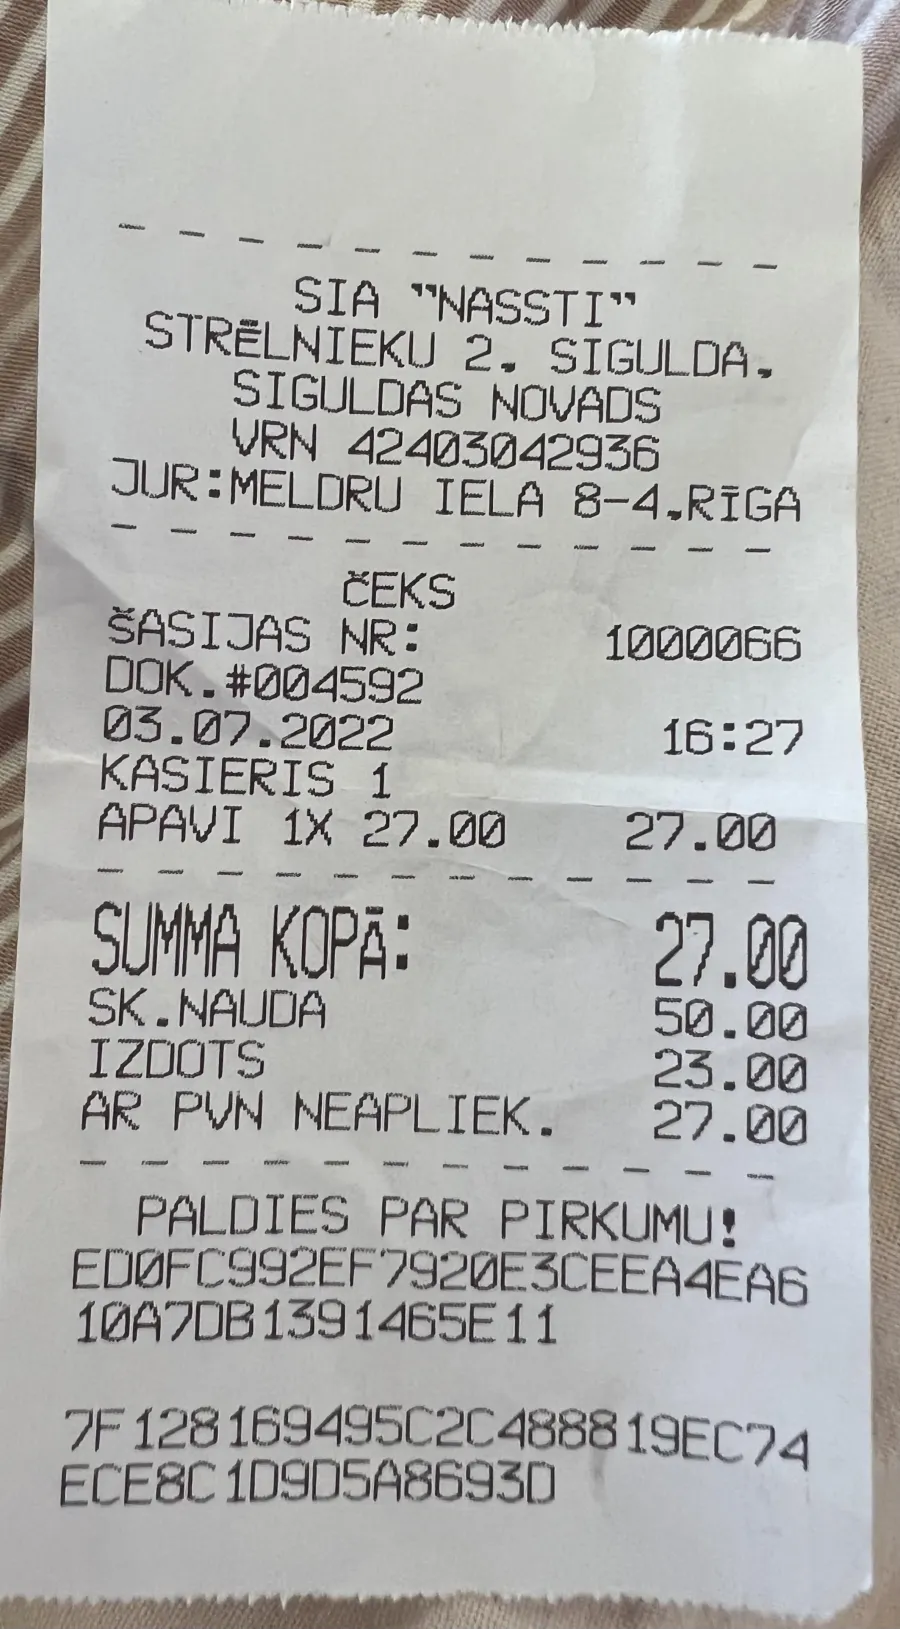 SIA "NASSTI"
STRĒLNIEKU 2. SIGULDA.
SIGULDAS NOVADS
VRN 42403042936
JUR:MELDRU IELA 8-4.RĪGA
ČEKS
ŠASIJAS NR: 1000066
DOK.#004592
03.07.2022 16:27
KASIERIS 1
APAVI 1X 27.00 27.00
SUMMA KOPĀ: 27.00
SK.NAUDA 50.00
IZDOTS 23.00
AR PVN NEAPLIEK. 27.00
PALDIES PAR PIRKUMU!
ED0FC992EF7920E3CEEA4EA6
10A7DB1391465E11
7F128169495C2C488819EC74
ECE8C1D9D5A8693D